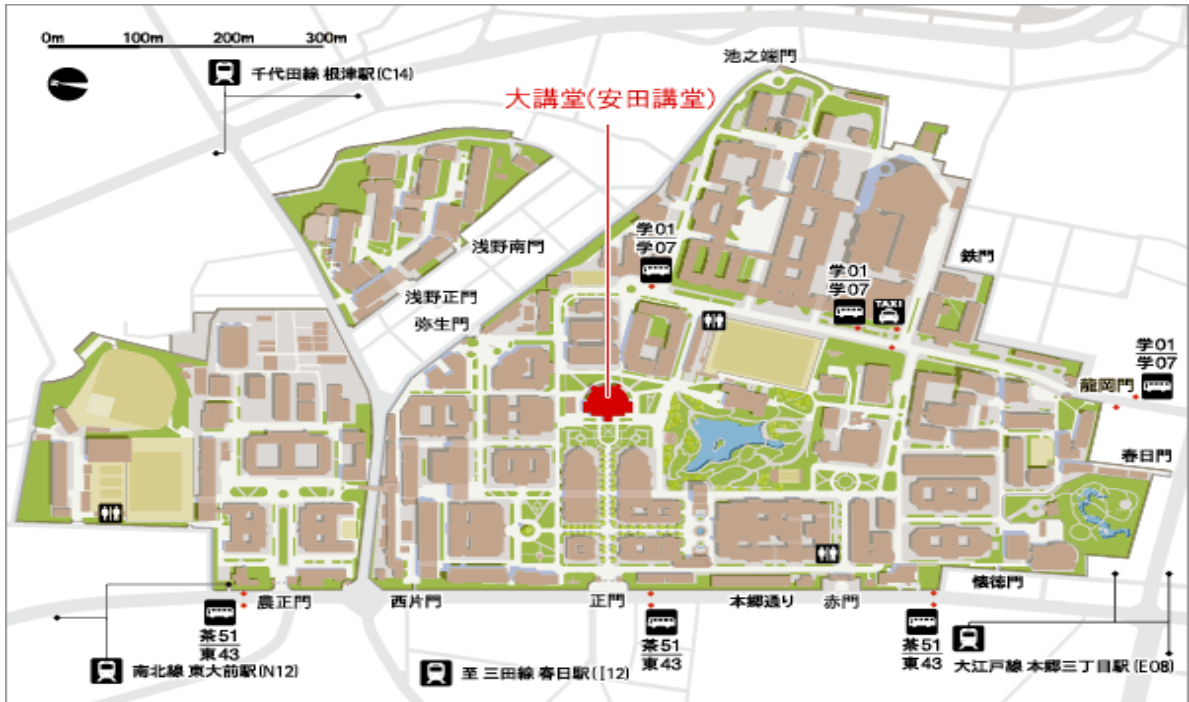 0m 100m 200m 300m
千代田線 根津駅(C14)
池之端門
大講堂(安田講堂)
浅野南門
学01
学07
鉄門
学01
学07
TAXI
浅野正門
弥生門
学01
学07
龍岡門
春日門
懐徳門
農正門
西片門
正門
本郷通り
赤門
茶51
東43
茶51
東43
茶51
東43
南北線 東大前駅(N12)
至 三田線 春日駅(I12)
大江戸線 本郷三丁目駅(E08)